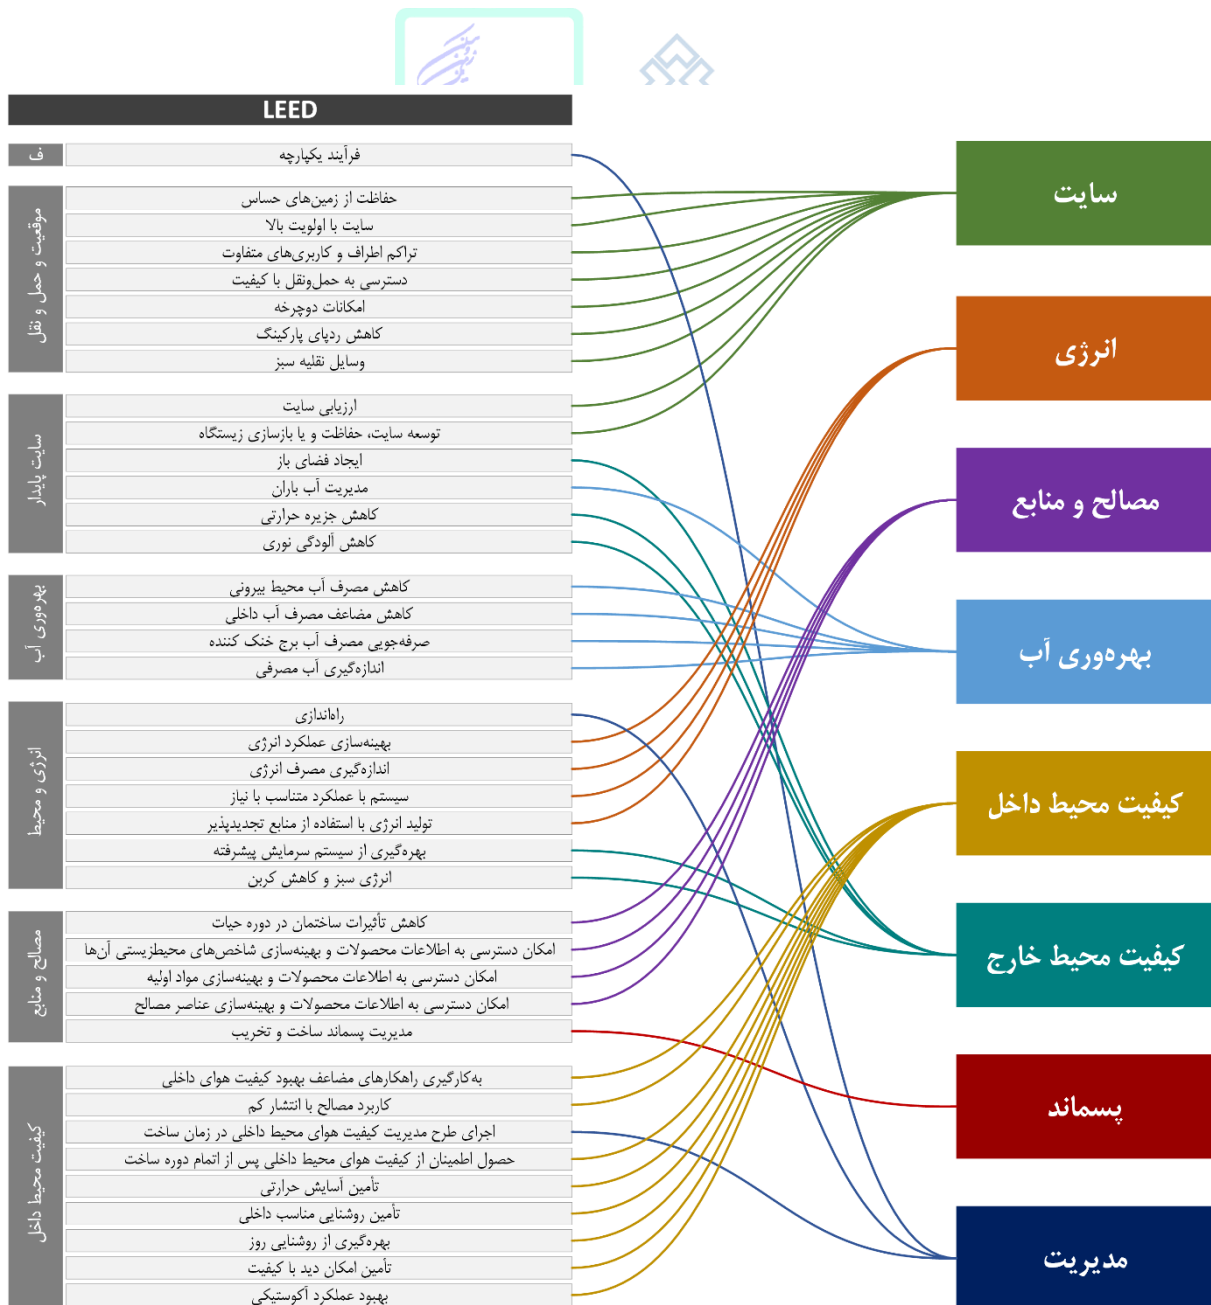 LEED
ف
فرآیند یکپارچه
موقعیت و حمل و نقل
حفاظت از زمین‌های حساس
سایت با اولویت بالا
تراکم اطراف و کاربری‌های متفاوت
دسترسی به حمل‌ونقل با کیفیت
امکانات دوچرخه
کاهش ردپای پارکینگ
وسایل نقلیه سبز
سایت پایدار
ارزیابی سایت
توسعه سایت، حفاظت و یا بازسازی زیستگاه
ایجاد فضای باز
مدیریت آب باران
کاهش جزیره حرارتی
کاهش آلودگی نوری
بهره‌وری آب
کاهش مصرف آب محیط بیرونی
کاهش مضاعف مصرف آب داخلی
صرفه‌جویی مصرف آب برج خنک کننده
اندازه‌گیری آب مصرفی
انرژی و محیط
راه‌اندازی
بهینه‌سازی عملکرد انرژی
اندازه‌گیری مصرف انرژی
سیستم با عملکرد متناسب با نیاز
تولید انرژی با استفاده از منابع تجدیدپذیر
بهره‌گیری از سیستم سرمایش پیشرفته
انرژی سبز و کاهش کربن
مصالح و منابع
کاهش تأثیرات ساختمان در دوره حیات
امکان دسترسی به اطلاعات محصولات و بهینه‌سازی شاخص‌های محیط‌زیستی آن‌ها
امکان دسترسی به اطلاعات محصولات و بهینه‌سازی مواد اولیه
امکان دسترسی به اطلاعات محصولات و بهینه‌سازی عناصر مصالح
مدیریت پسماند ساخت و تخریب
کیفیت محیط داخل
به‌کارگیری راهکارهای مضاعف بهبود کیفیت هوای داخلی
کاربرد مصالح با انتشار کم
اجرای طرح مدیریت کیفیت هوای محیط داخلی در زمان ساخت
حصول اطمینان از کیفیت هوای محیط داخلی پس از اتمام دوره ساخت
تأمین آسایش حرارتی
تأمین روشنایی مناسب داخلی
بهره‌گیری از روشنایی روز
تأمین امکان دید با کیفیت
بهبود عملکرد آکوستیکی
سایت
انرژی
مصالح و منابع
بهره‌وری آب
کیفیت محیط داخل
کیفیت محیط خارج
پسماند
مدیریت